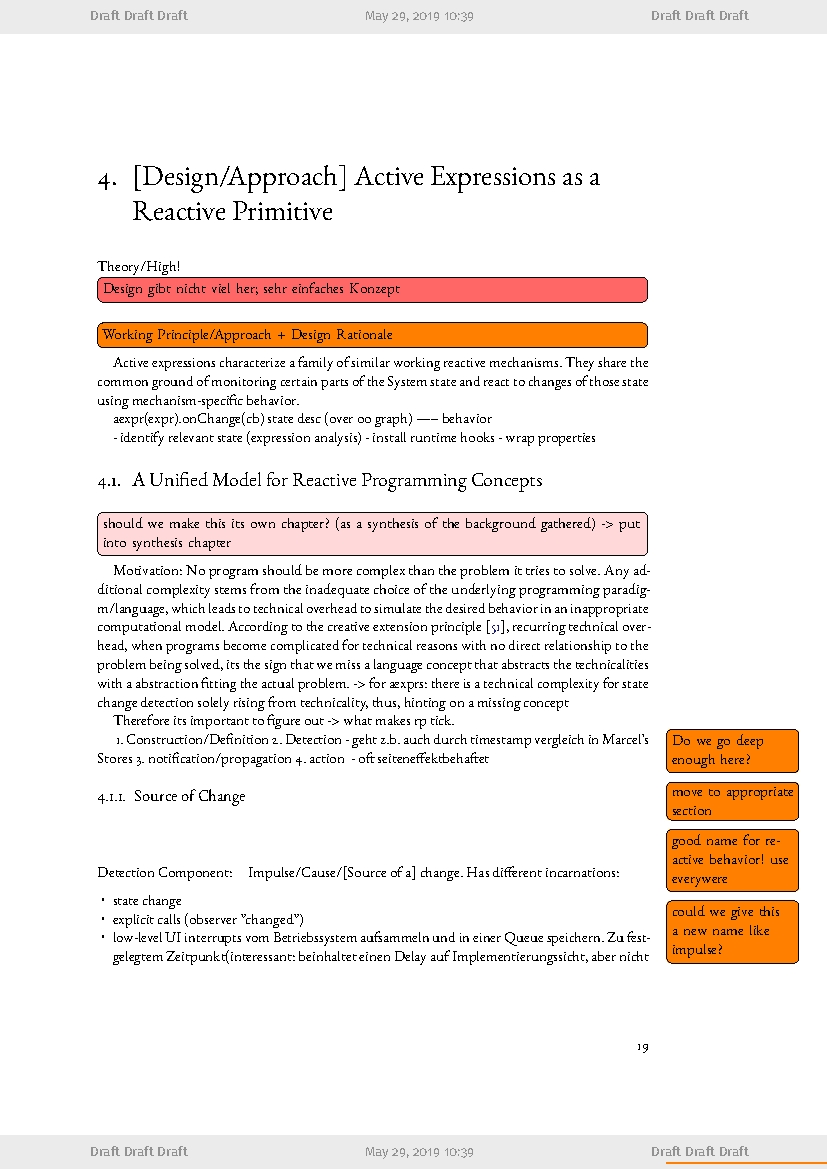 Draft Draft Draft May 29, 2019 10:39 Draft Draft Draft
4. [Design/Approach] Active Expressions as a
Reactive Primitive
Theory/High!
Design gibt nicht viel her; sehr einfaches Konzept
Working Principle/Approach + Design Rationale
Active expressions characterize a family of similar working reactive mechanisms. They share the
common ground of monitoring certain parts of the System state and react to changes of those state
using mechanism-specific behavior.
aexpr(expr).onChange(cb) state desc (over oo graph) —– behavior
- identify relevant state (expression analysis) - install runtime hooks - wrap properties
4.1. A Unified Model for Reactive Programming Concepts
should we make this its own chapter? (as a synthesis of the background gathered) -> put
into synthesis chapter
Motivation: No program should be more complex than the problem it tries to solve. Any ad-
ditional complexity stems from the inadequate choice of the underlying programming paradig-
m/language, which leads to technical overhead to simulate the desired behavior in an inappropriate
computational model. According to the creative extension principle [51], recurring technical over-
head, when programs become complicated for technical reasons with no direct relationship to the
problem being solved, its the sign that we miss a language concept that abstracts the technicalities
with a abstraction fitting the actual problem. -> for aexprs: there is a technical complexity for state
change detection solely rising from technicality, thus, hinting on a missing concept
Therefore its important to figure out -> what makes rp tick.
1. Construction/Definition 2. Detection - geht z.b. auch durch timestamp vergleich in Marcel's
Stores 3. notification/propagation 4. action - oft seiteneffektbehaftet
4.1.1. Source of Change
Detection Component: Impulse/Cause/[Source of a] change. Has different incarnations:
• state change
• explicit calls (observer ”changed”)
• low-level UI interrupts vom Betriebssystem aufsammeln und in einer Queue speichern. Zu fest-
gelegtem Zeitpunkt(interessant: beinhaltet einen Delay auf Implementierungssicht, aber nicht
Do we go deep
enough here?
move to appropriate
section
good name for re-
active behavior! use
everywere
could we give this
a new name like
impulse?
19
Draft Draft Draft May 29, 2019 10:39 Draft Draft Draft